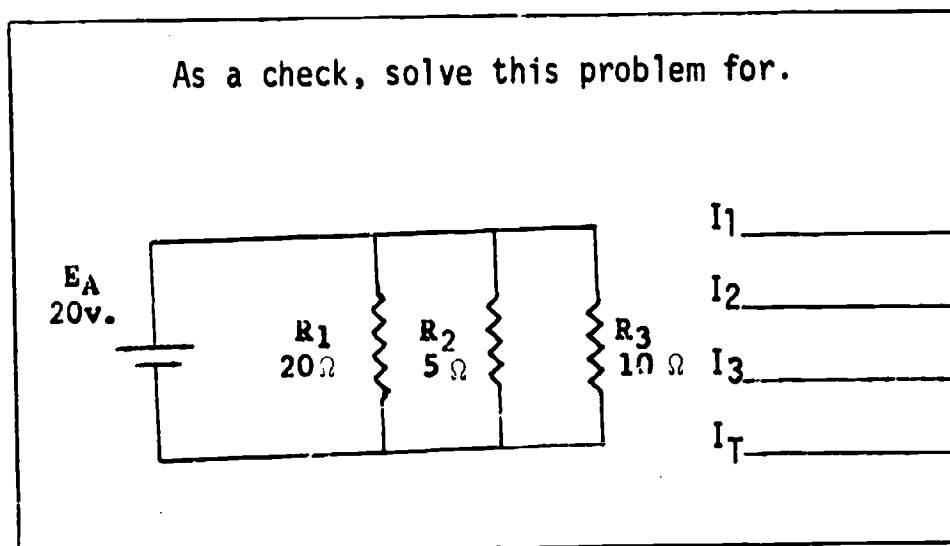 As a check, solve this problem for.
EA
20v.
R1
20Ω
R2
5 Ω
R3
10 Ω
I1
I2
I3
IT